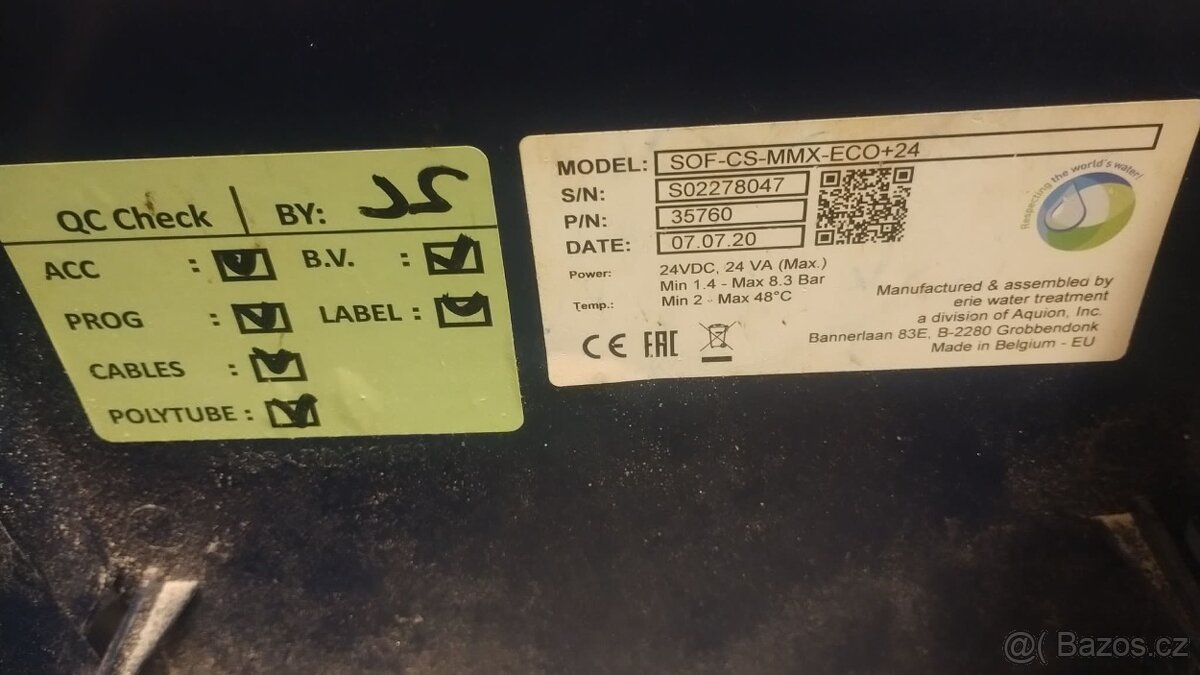 QC Check BY:
ACC : B.V. :
PROG : LABEL :
CABLES :
POLYTUBE :
MODEL: SOF-CS-MMX-ECO+24
S/N: S02278047
P/N: 35760
DATE: 07.07.20
Power: 24VDC, 24 VA (Max.)
Min 1.4 - Max 8.3 Bar
Temp.: Min 2 - Max 48°C
CE EAC
Respecting the world's water!
Manufactured & assembled by
erie water treatment
a division of Aquion, Inc.
Bannerlaan 83E, B-2280 Grobbendonk
Made in Belgium - EU
@( Bazos.cz